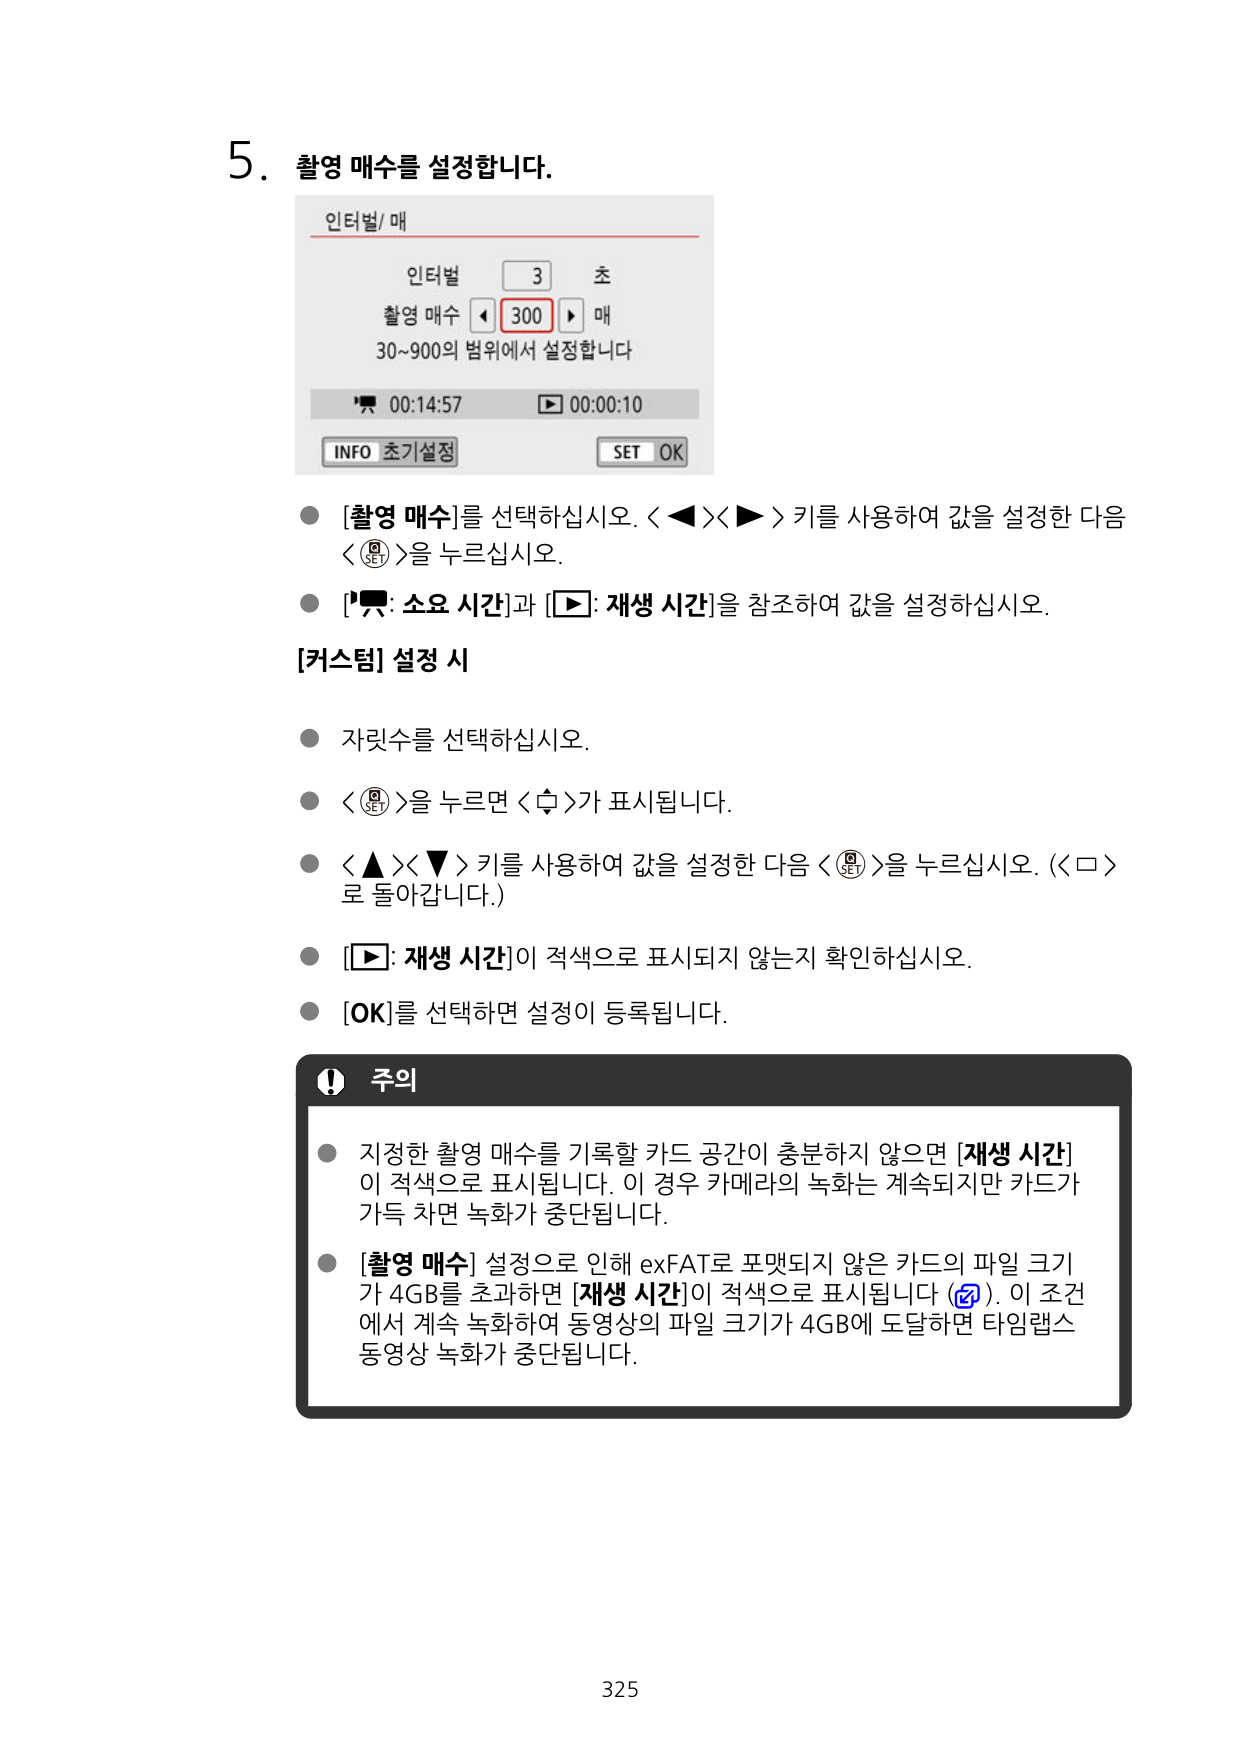 5. 촬영 매수를 설정합니다.
인터벌/ 매
인터벌 3 초
촬영 매수 ◀ 300 ▶ 매
30~900의 범위에서 설정합니다
00:14:57 00:00:10
INFO 초기설정 SET OK
● [촬영 매수]를 선택하십시오. < ◀ >< ▶ > 키를 사용하여 값을 설정한 다음
< Q SET >을 누르십시오.
● [ : 소요 시간]과 [▶: 재생 시간]을 참조하여 값을 설정하십시오.
[커스텀] 설정 시
● 자릿수를 선택하십시오.
● < Q SET >을 누르면 < >가 표시됩니다.
● < ▲ >< ▼ > 키를 사용하여 값을 설정한 다음 < Q SET >을 누르십시오. (< □ >
로 돌아갑니다.)
● [▶: 재생 시간]이 적색으로 표시되지 않는지 확인하십시오.
● [OK]를 선택하면 설정이 등록됩니다.
주의
● 지정한 촬영 매수를 기록할 카드 공간이 충분하지 않으면 [재생 시간]
이 적색으로 표시됩니다. 이 경우 카메라의 녹화는 계속되지만 카드가
가득 차면 녹화가 중단됩니다.
● [촬영 매수] 설정으로 인해 exFAT로 포맷되지 않은 카드의 파일 크기
가 4GB를 초과하면 [재생 시간]이 적색으로 표시됩니다 ( ). 이 조건
에서 계속 녹화하여 동영상의 파일 크기가 4GB에 도달하면 타임랩스
동영상 녹화가 중단됩니다.
325